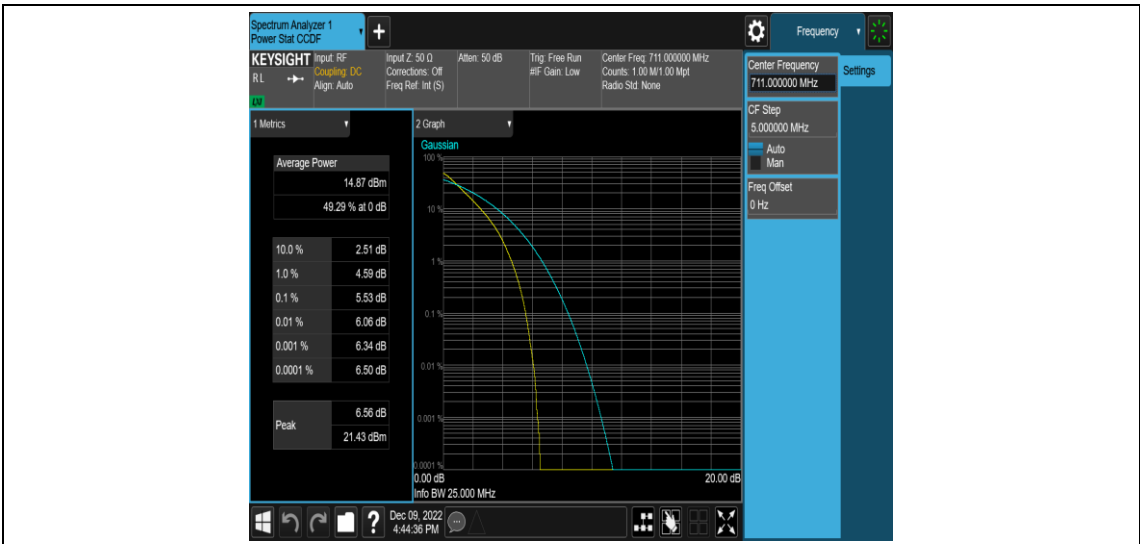 Spectrum Analyzer 1
Power Stat CCDF
+
Frequency
KEYSIGHT
RL
LXI
Input: RF
Coupling: DC
Align: Auto
Input Z: 50 Ω
Corrections: Off
Freq Ref: Int (S)
Atten: 50 dB
Trig: Free Run
#IF Gain: Low
Center Freq: 711.000000 MHz
Counts: 1.00 M/1.00 Mpt
Radio Std: None
Center Frequency
711.000000 MHz
Settings
CF Step
5.000000 MHz
Auto
Man
Freq Offset
0 Hz
1 Metrics
Average Power
14.87 dBm
49.29 % at 0 dB
10.0 % 2.51 dB
1.0 % 4.59 dB
0.1 % 5.53 dB
0.01 % 6.06 dB
0.001 % 6.34 dB
0.0001 % 6.50 dB
Peak
6.56 dB
21.43 dBm
2 Graph
Gaussian
100 %
10 %
1 %
0.1 %
0.01 %
0.001 %
0.0001 %
0.00 dB 20.00 dB
Info BW 25.000 MHz
?
Dec 09, 2022
4:44:36 PM